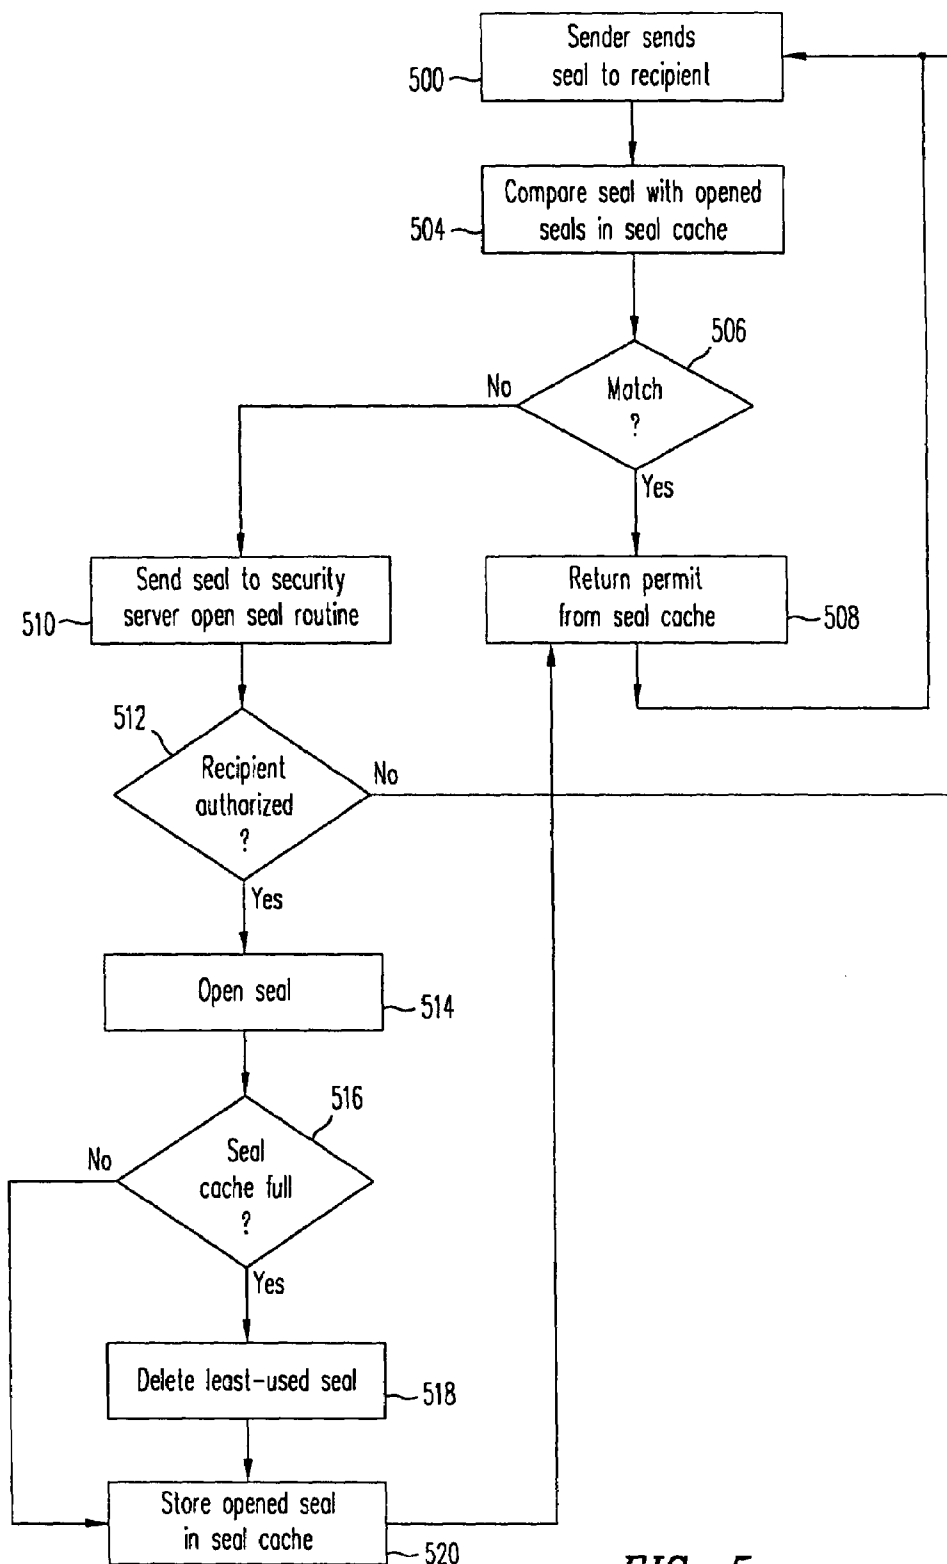 Sender sends
seal to recipient
500
Compare seal with opened
seals in seal cache
504
506
Match
?
No
Yes
Send seal to security
server open seal routine
510
Return permit
from seal cache
508
512
Recipient
authorized
?
No
Yes
Open seal
514
516
Seal
cache full
?
No
Yes
Delete least-used seal
518
Store opened seal
in seal cache
520
FIG. 5